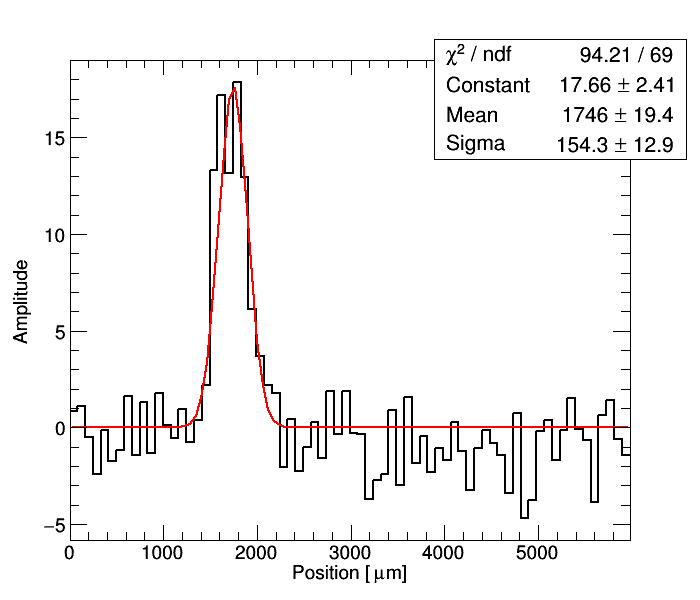 χ² / ndf 94.21 / 69
Constant 17.66 ± 2.41
Mean 1746 ± 19.4
Sigma 154.3 ± 12.9
15
10
5
0
−5
Amplitude
0 1000 2000 3000 4000 5000
Position [ μm]